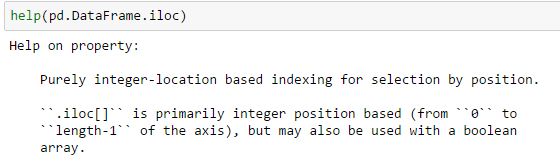 help(pd.DataFrame.iloc)
Help on property:
Purely integer-location based indexing for selection by position.
``.iloc[]`` is primarily integer position based (from ``0`` to
``length-1`` of the axis), but may also be used with a boolean
array.